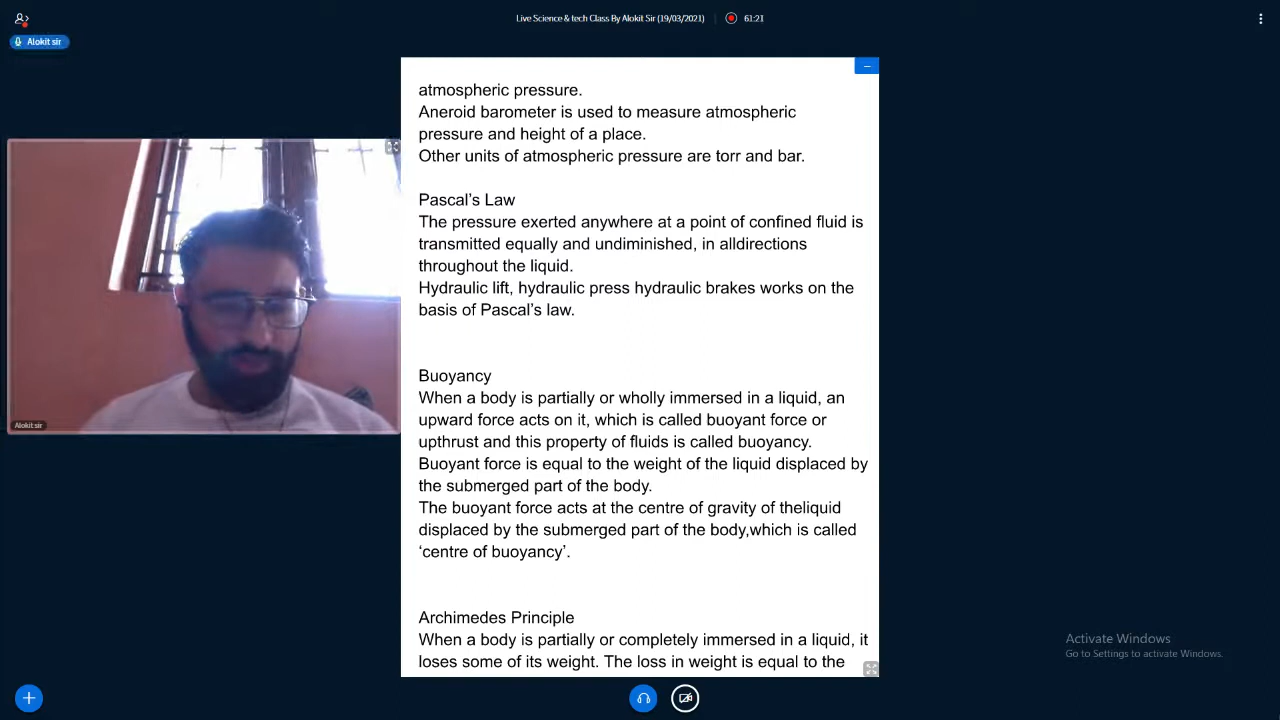 Live Science & tech Class By Alokit Sir (19/03/2021)
61:21
Alokit sir
atmospheric pressure.
Aneroid barometer is used to measure atmospheric
pressure and height of a place.
Other units of atmospheric pressure are torr and bar.
Pascal’s Law
The pressure exerted anywhere at a point of confined fluid is
transmitted equally and undiminished, in alldirections
throughout the liquid.
Hydraulic lift, hydraulic press hydraulic brakes works on the
basis of Pascal’s law.
Buoyancy
When a body is partially or wholly immersed in a liquid, an
upward force acts on it, which is called buoyant force or
upthrust and this property of fluids is called buoyancy.
Buoyant force is equal to the weight of the liquid displaced by
the submerged part of the body.
The buoyant force acts at the centre of gravity of theliquid
displaced by the submerged part of the body,which is called
‘centre of buoyancy’.
Archimedes Principle
When a body is partially or completely immersed in a liquid, it
loses some of its weight. The loss in weight is equal to the
Alokit sir
Activate Windows
Go to Settings to activate Windows.